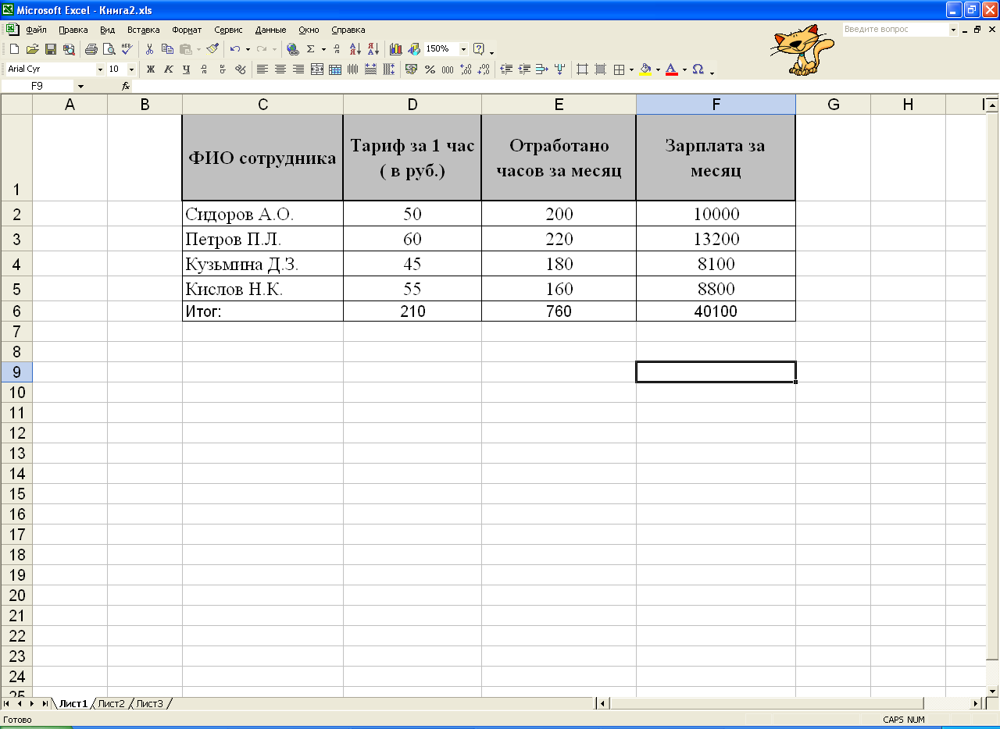 Microsoft Excel - Книга2.xls
Файл Правка Вид Вставка Формат Сервис Данные Окно Справка Введите вопрос
150%
Arial Cyr 10 Ж К Ч % 000
F9 fx
A B C D E F G H I
1 ФИО сотрудника Тариф за 1 час ( в руб.) Отработано часов за месяц Зарплата за месяц
2 Сидоров А.О. 50 200 10000
3 Петров П.Л. 60 220 13200
4 Кузьмина Д.З. 45 180 8100
5 Кислов Н.К. 55 160 8800
6 Итог: 210 760 40100
7
8
9
10
11
12
13
14
15
16
17
18
19
20
21
22
23
24
25
Лист1 Лист2 Лист3
Готово CAPS NUM